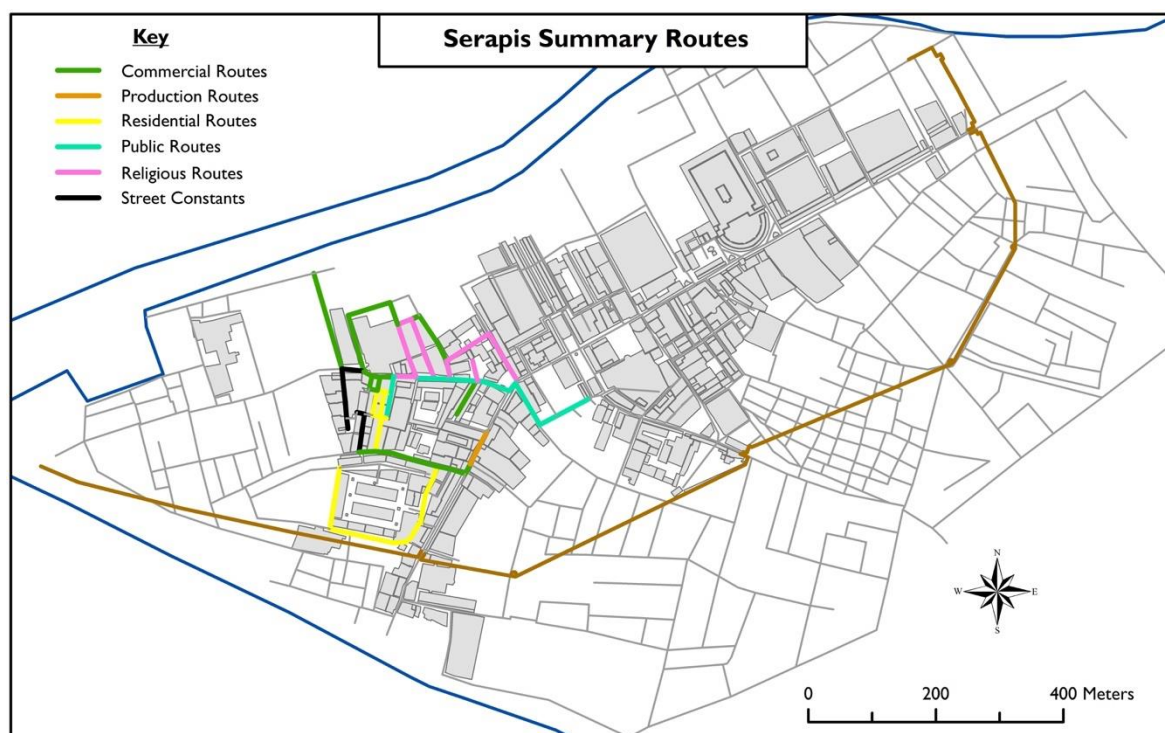 Serapis Summary Routes
Key
Commercial Routes
Production Routes
Residential Routes
Public Routes
Religious Routes
Street Constants
N
W E
S
0 200 400 Meters